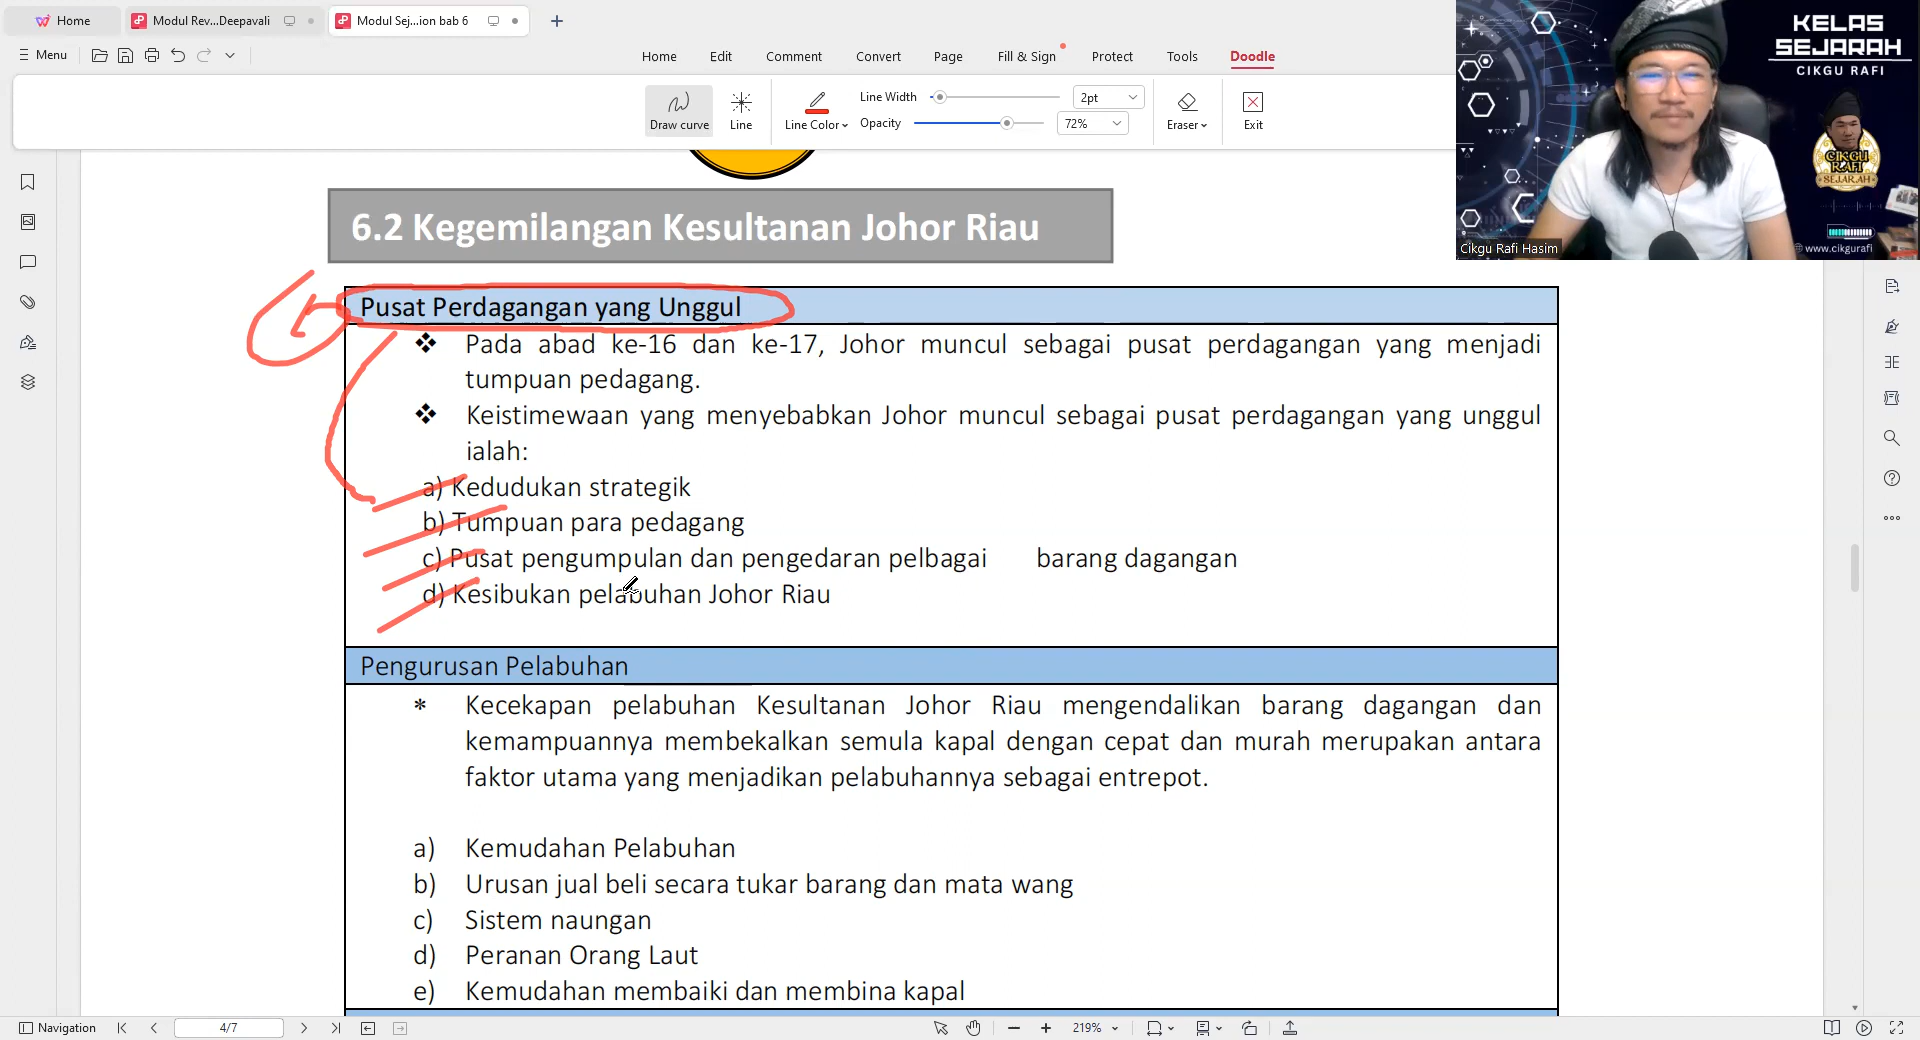 Home
Modul Rev...Deepavali
Modul Sej...ion bab 6
Menu
Home Edit Comment Convert Page Fill & Sign Protect Tools Doodle
Draw curve
Line
Line Color
Line Width 2pt
Opacity 72%
Eraser
Exit
KELAS
SEJARAH
CIKGU RAFI
CIKGU
RAFI
SEJARAH
Cikgu Rafi Hasim
www.cikgurafi
6.2 Kegemilangan Kesultanan Johor Riau
Pusat Perdagangan yang Unggul
❖ Pada abad ke-16 dan ke-17, Johor muncul sebagai pusat perdagangan yang menjadi
tumpuan pedagang.
❖ Keistimewaan yang menyebabkan Johor muncul sebagai pusat perdagangan yang unggul
ialah:
a) Kedudukan strategik
b) Tumpuan para pedagang
c) Pusat pengumpulan dan pengedaran pelbagai barang dagangan
d) Kesibukan pelabuhan Johor Riau
Pengurusan Pelabuhan
* Kecekapan pelabuhan Kesultanan Johor Riau mengendalikan barang dagangan dan
kemampuannya membekalkan semula kapal dengan cepat dan murah merupakan antara
faktor utama yang menjadikan pelabuhannya sebagai entrepot.
a) Kemudahan Pelabuhan
b) Urusan jual beli secara tukar barang dan mata wang
c) Sistem naungan
d) Peranan Orang Laut
e) Kemudahan membaiki dan membina kapal
Navigation 4/7 219%